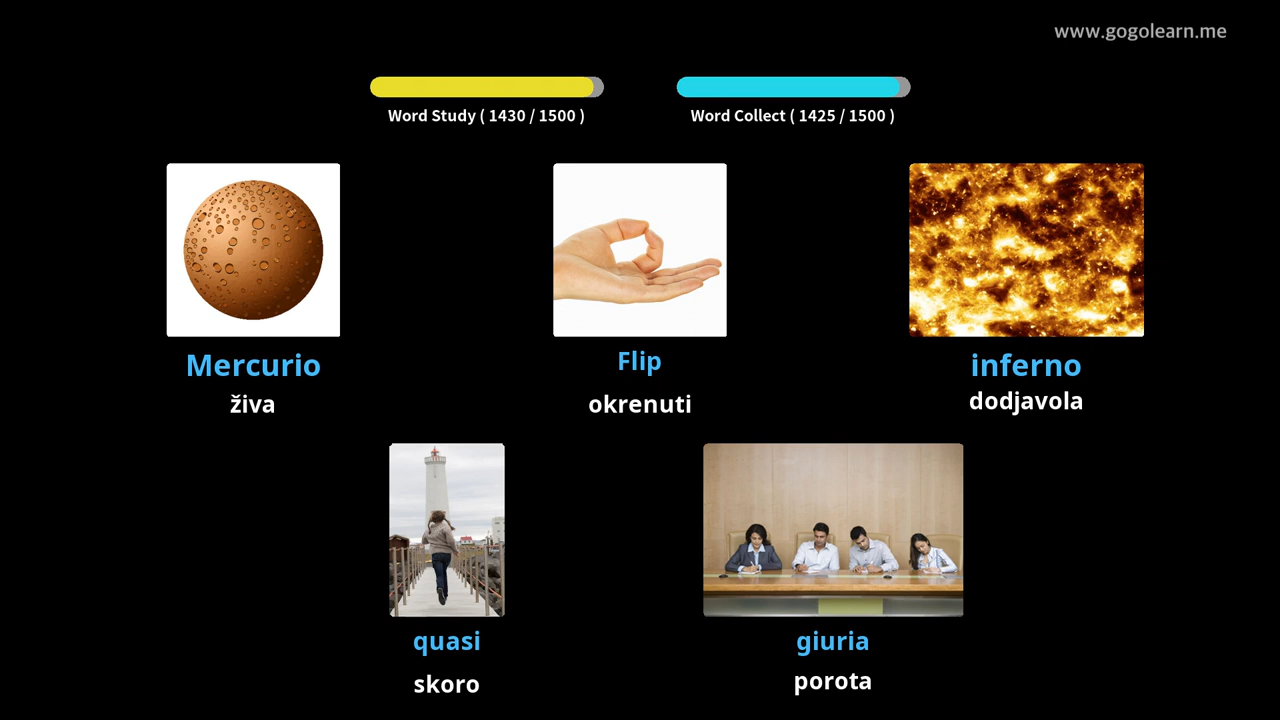 www.gogolearn.me
Word Study ( 1430 / 1500 )
Word Collect ( 1425 / 1500 )
Mercurio
živa
Flip
okrenuti
inferno
dodjavola
quasi
skoro
giuria
porota